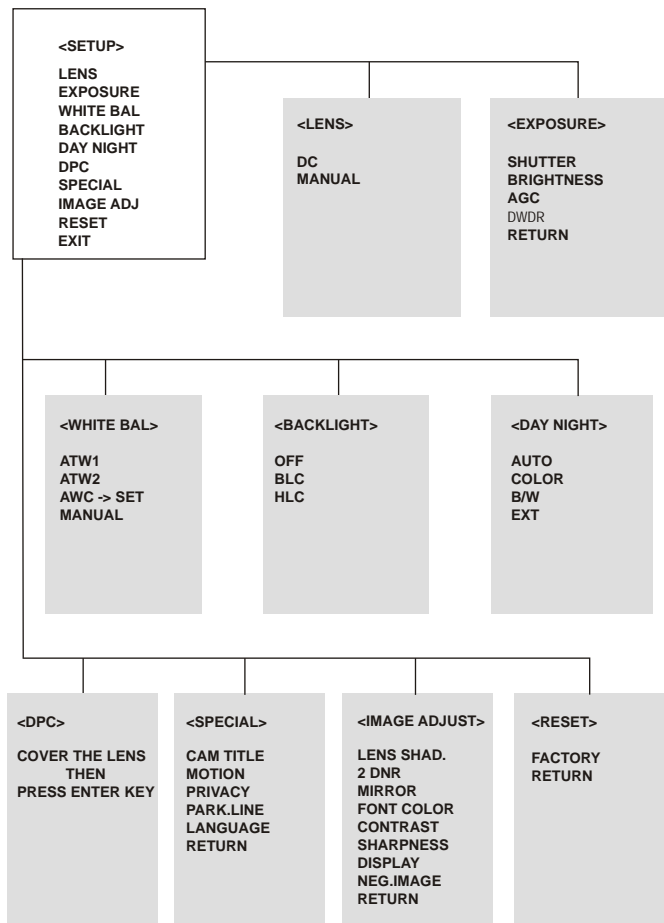 <SETUP>
LENS
EXPOSURE
WHITE BAL
BACKLIGHT
DAY NIGHT
DPC
SPECIAL
IMAGE ADJ
RESET
EXIT
<LENS>
DC
MANUAL
<EXPOSURE>
SHUTTER
BRIGHTNESS
AGC
DWDR
RETURN
<WHITE BAL>
ATW1
ATW2
AWC -> SET
MANUAL
<BACKLIGHT>
OFF
BLC
HLC
<DAY NIGHT>
AUTO
COLOR
B/W
EXT
<DPC>
COVER THE LENS
THEN
PRESS ENTER KEY
<SPECIAL>
CAM TITLE
MOTION
PRIVACY
PARK.LINE
LANGUAGE
RETURN
<IMAGE ADJUST>
LENS SHAD.
2 DNR
MIRROR
FONT COLOR
CONTRAST
SHARPNESS
DISPLAY
NEG.IMAGE
RETURN
<RESET>
FACTORY
RETURN